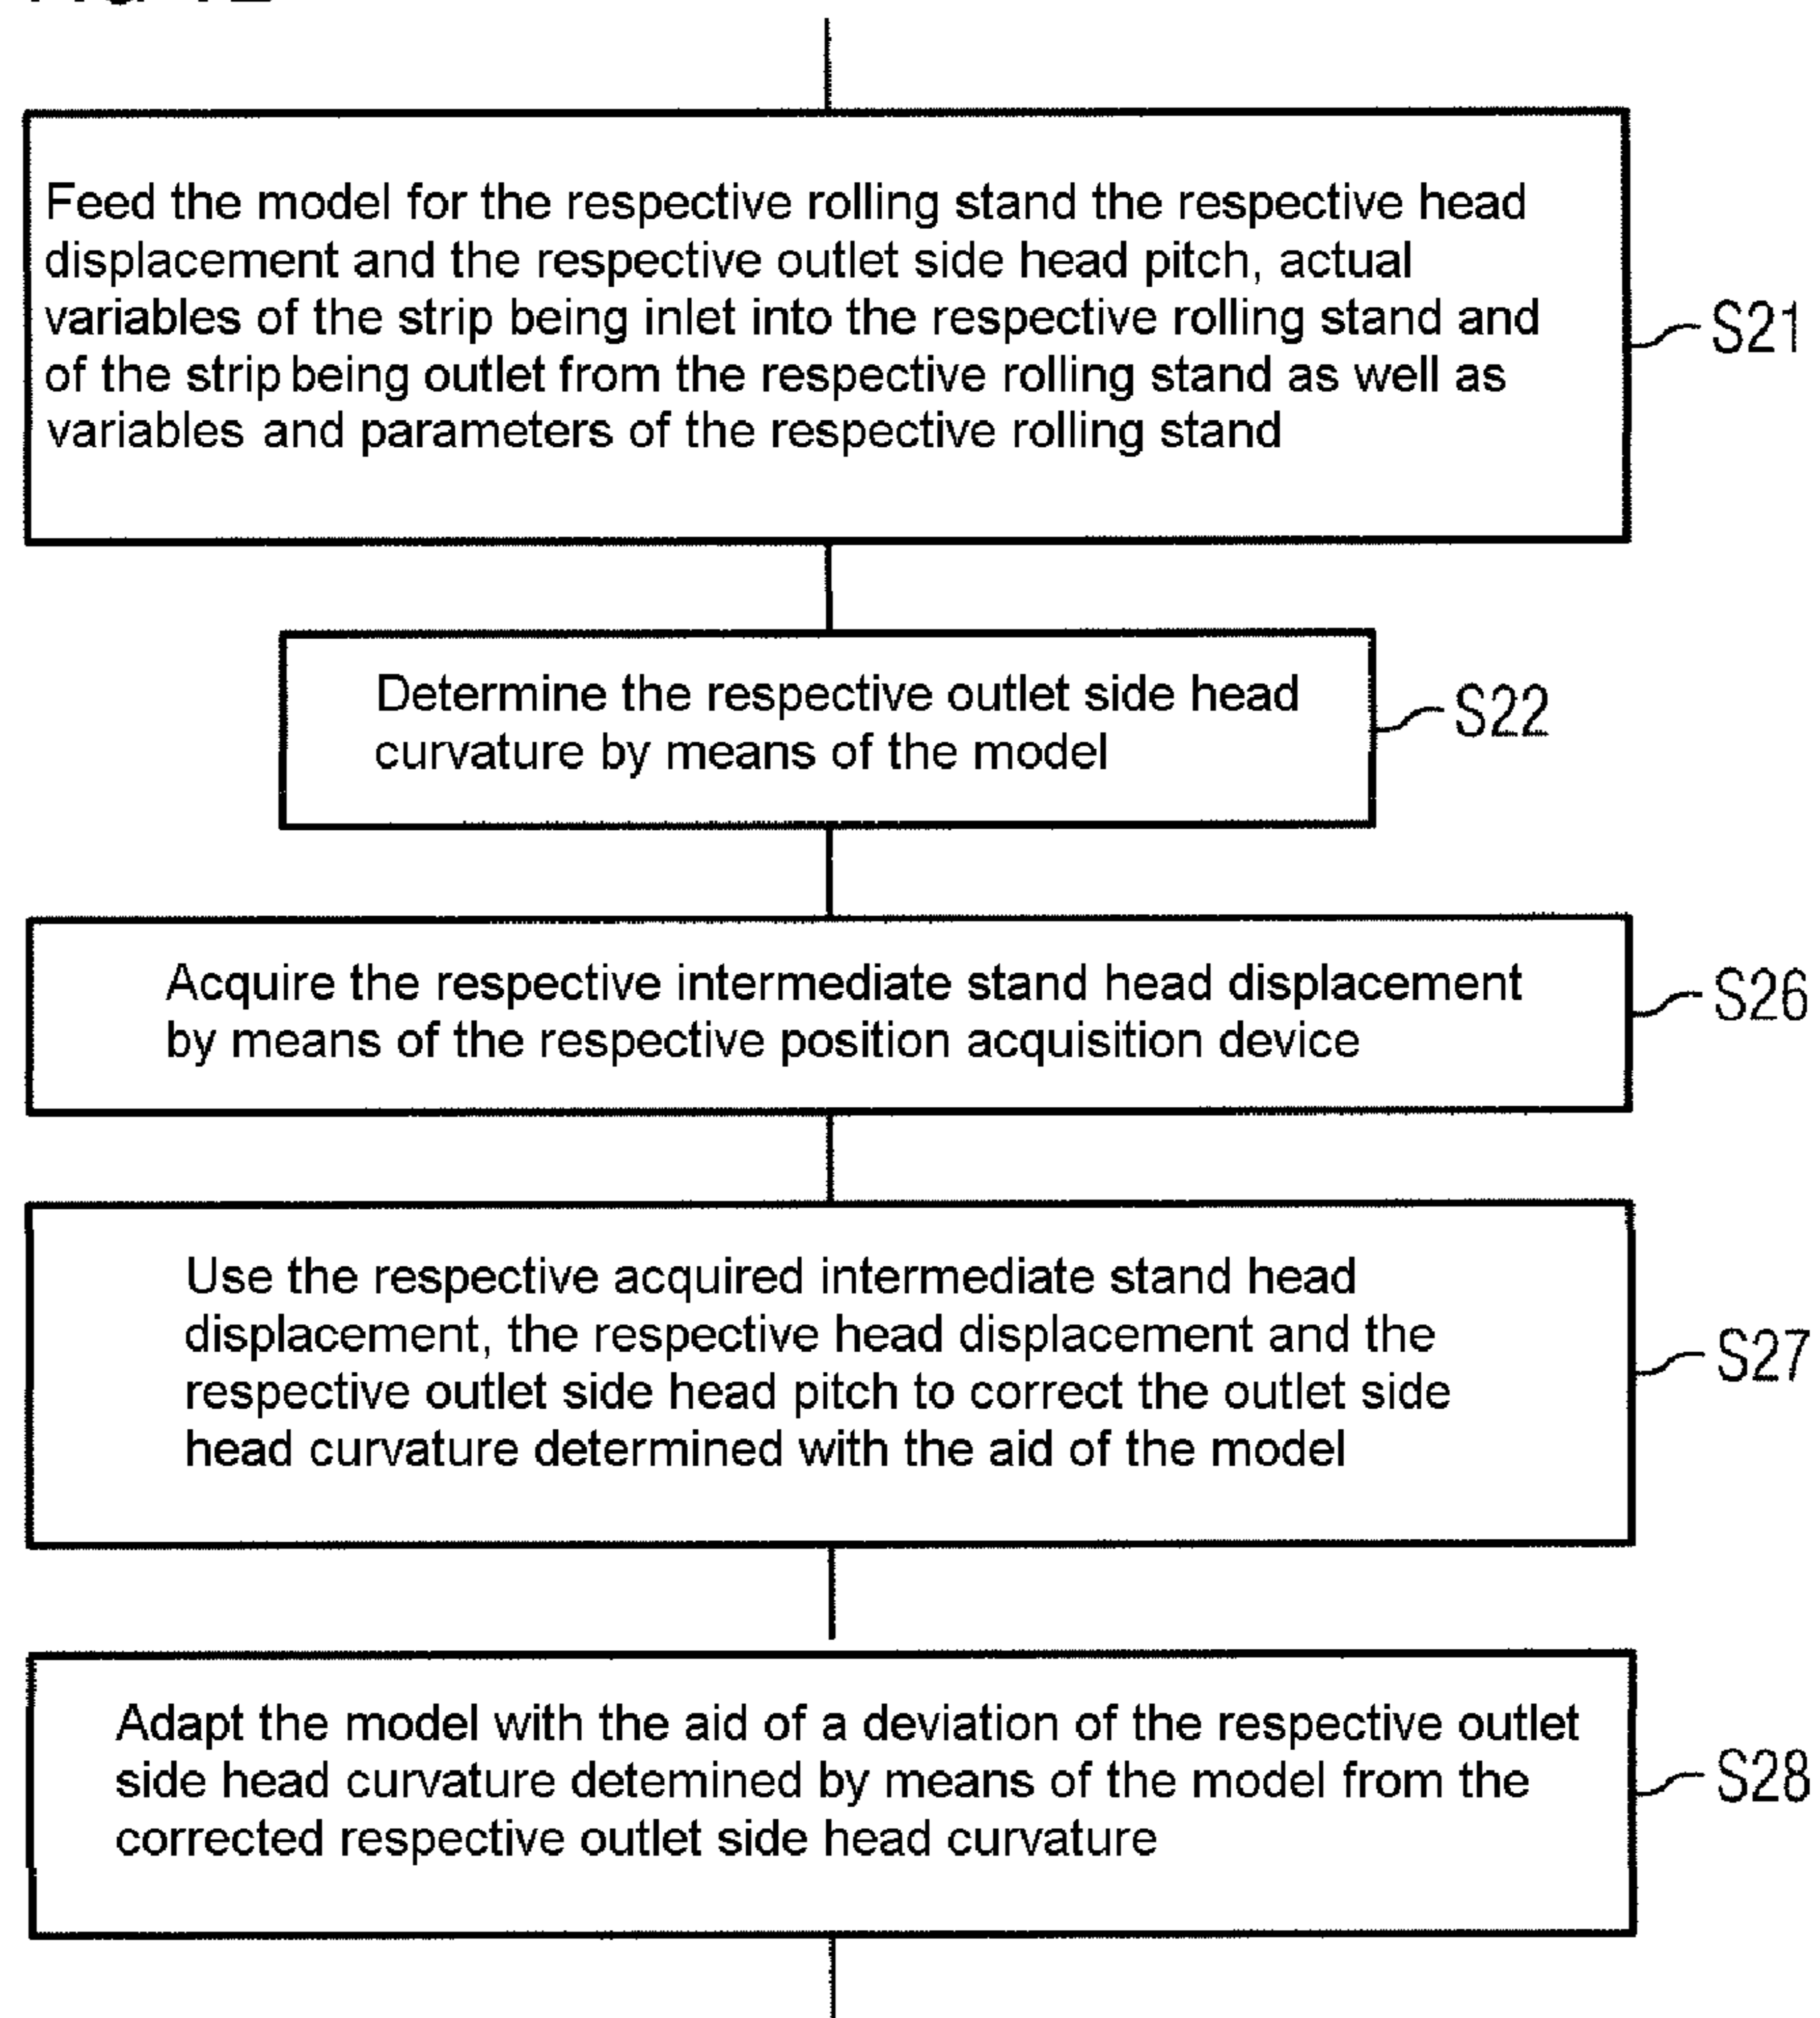 Feed the model for the respective rolling stand the respective head
displacement and the respective outlet side head pitch, actual
variables of the strip being inlet into the respective rolling stand and
of the strip being outlet from the respective rolling stand as well as
variables and parameters of the respective rolling stand
S21
Determine the respective outlet side head
curvature by means of the model
S22
Acquire the respective intermediate stand head displacement
by means of the respective position acquisition device
S26
Use the respective acquired intermediate stand head
displacement, the respective head displacement and the
respective outlet side head pitch to correct the outlet side
head curvature determined with the aid of the model
S27
Adapt the model with the aid of a deviation of the respective outlet
side head curvature detemined by means of the model from the
corrected respective outlet side head curvature
S28